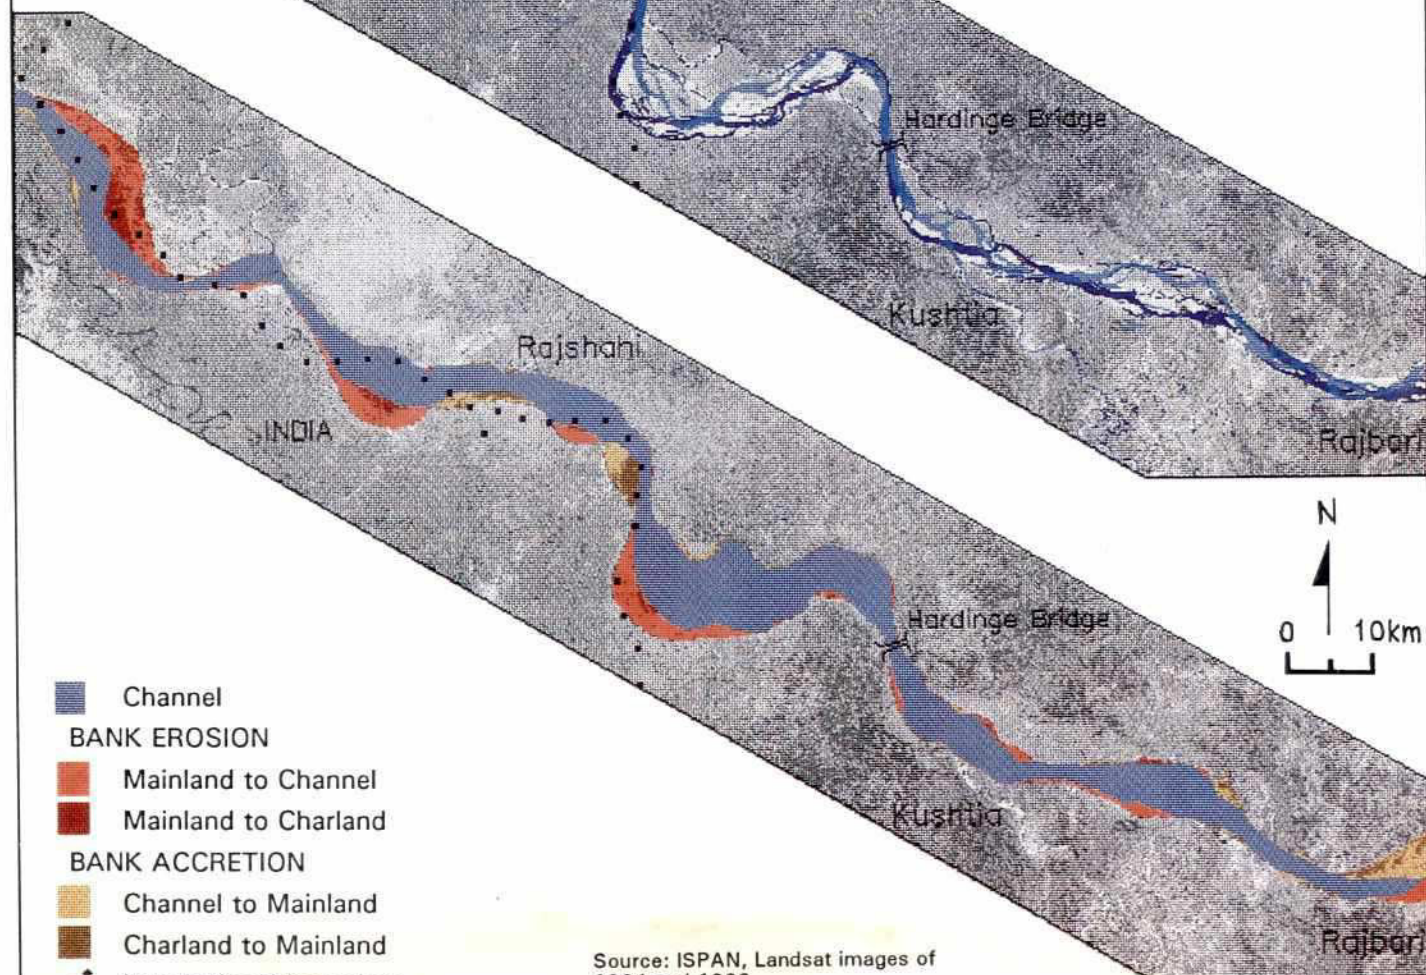 Hardinge Bridge
Kushtia
Rajbari
Rajshahi
INDIA
N
0 10km
Hardinge Bridge
Kushtia
Rajbari
Channel
BANK EROSION
Mainland to Channel
Mainland to Charland
BANK ACCRETION
Channel to Mainland
Charland to Mainland
Source: ISPAN, Landsat images of